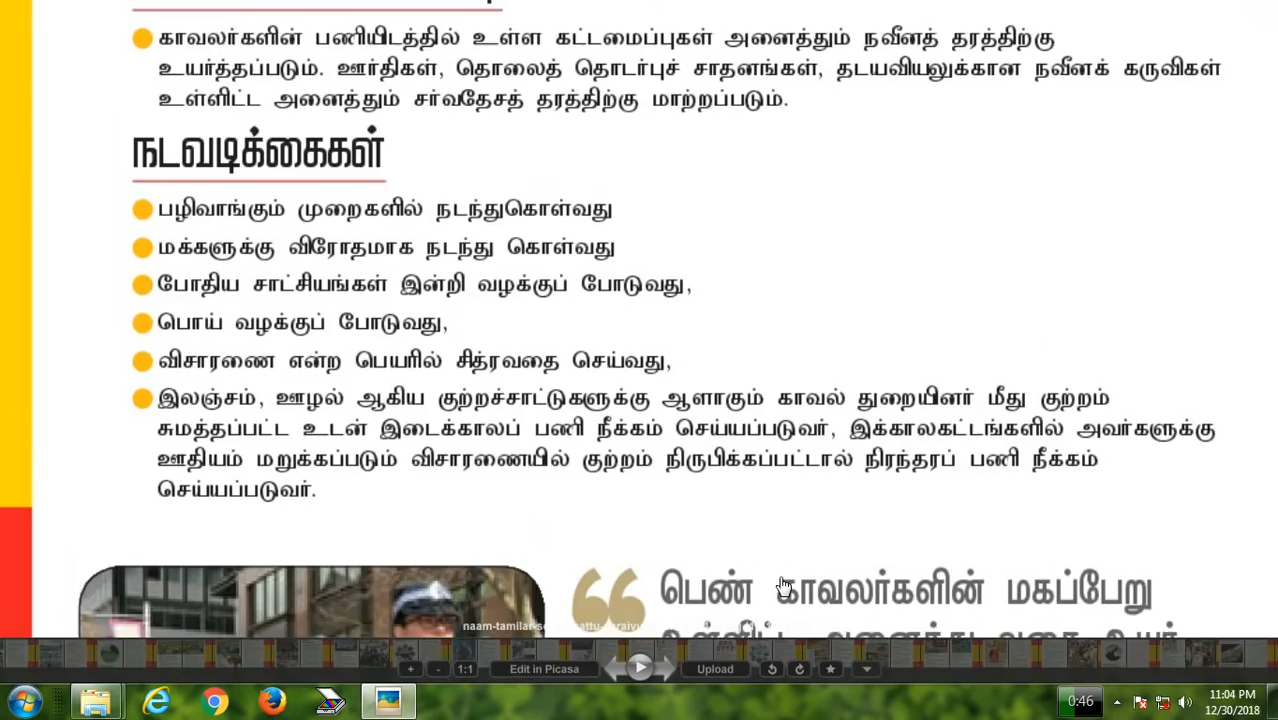 காவலர்களின் பணியிடத்தில் உள்ள கட்டமைப்புகள் அனைத்தும் நவீனத் தரத்திற்கு
உயர்த்தப்படும். ஊர்திகள், தொலைத் தொடர்புச் சாதனங்கள், தடயவியலுக்கான நவீனக் கருவிகள்
உள்ளிட்ட அனைத்தும் சர்வதேசத் தரத்திற்கு மாற்றப்படும்.
நடவடிக்கைகள்
பழிவாங்கும் முறைகளில் நடந்துகொள்வது
மக்களுக்கு விரோதமாக நடந்து கொள்வது
போதிய சாட்சியங்கள் இன்றி வழக்குப் போடுவது,
பொய் வழக்குப் போடுவது,
விசாரணை என்ற பெயரில் சித்ரவதை செய்வது,
இலஞ்சம், ஊழல் ஆகிய குற்றச்சாட்டுகளுக்கு ஆளாகும் காவல் துறையினர் மீது குற்றம்
சுமத்தப்பட்ட உடன் இடைக்காலப் பணி நீக்கம் செய்யப்படுவர், இக்காலகட்டங்களில் அவர்களுக்கு
ஊதியம் மறுக்கப்படும் விசாரணையில் குற்றம் நிருபிக்கப்பட்டால் நிரந்தரப் பணி நீக்கம்
செய்யப்படுவர்.
“ பெண் காவலர்களின் மகப்பேறு
naam-tamilar-
+ - 1:1 Edit in Picasa Upload
0:46
11:04 PM
12/30/2018